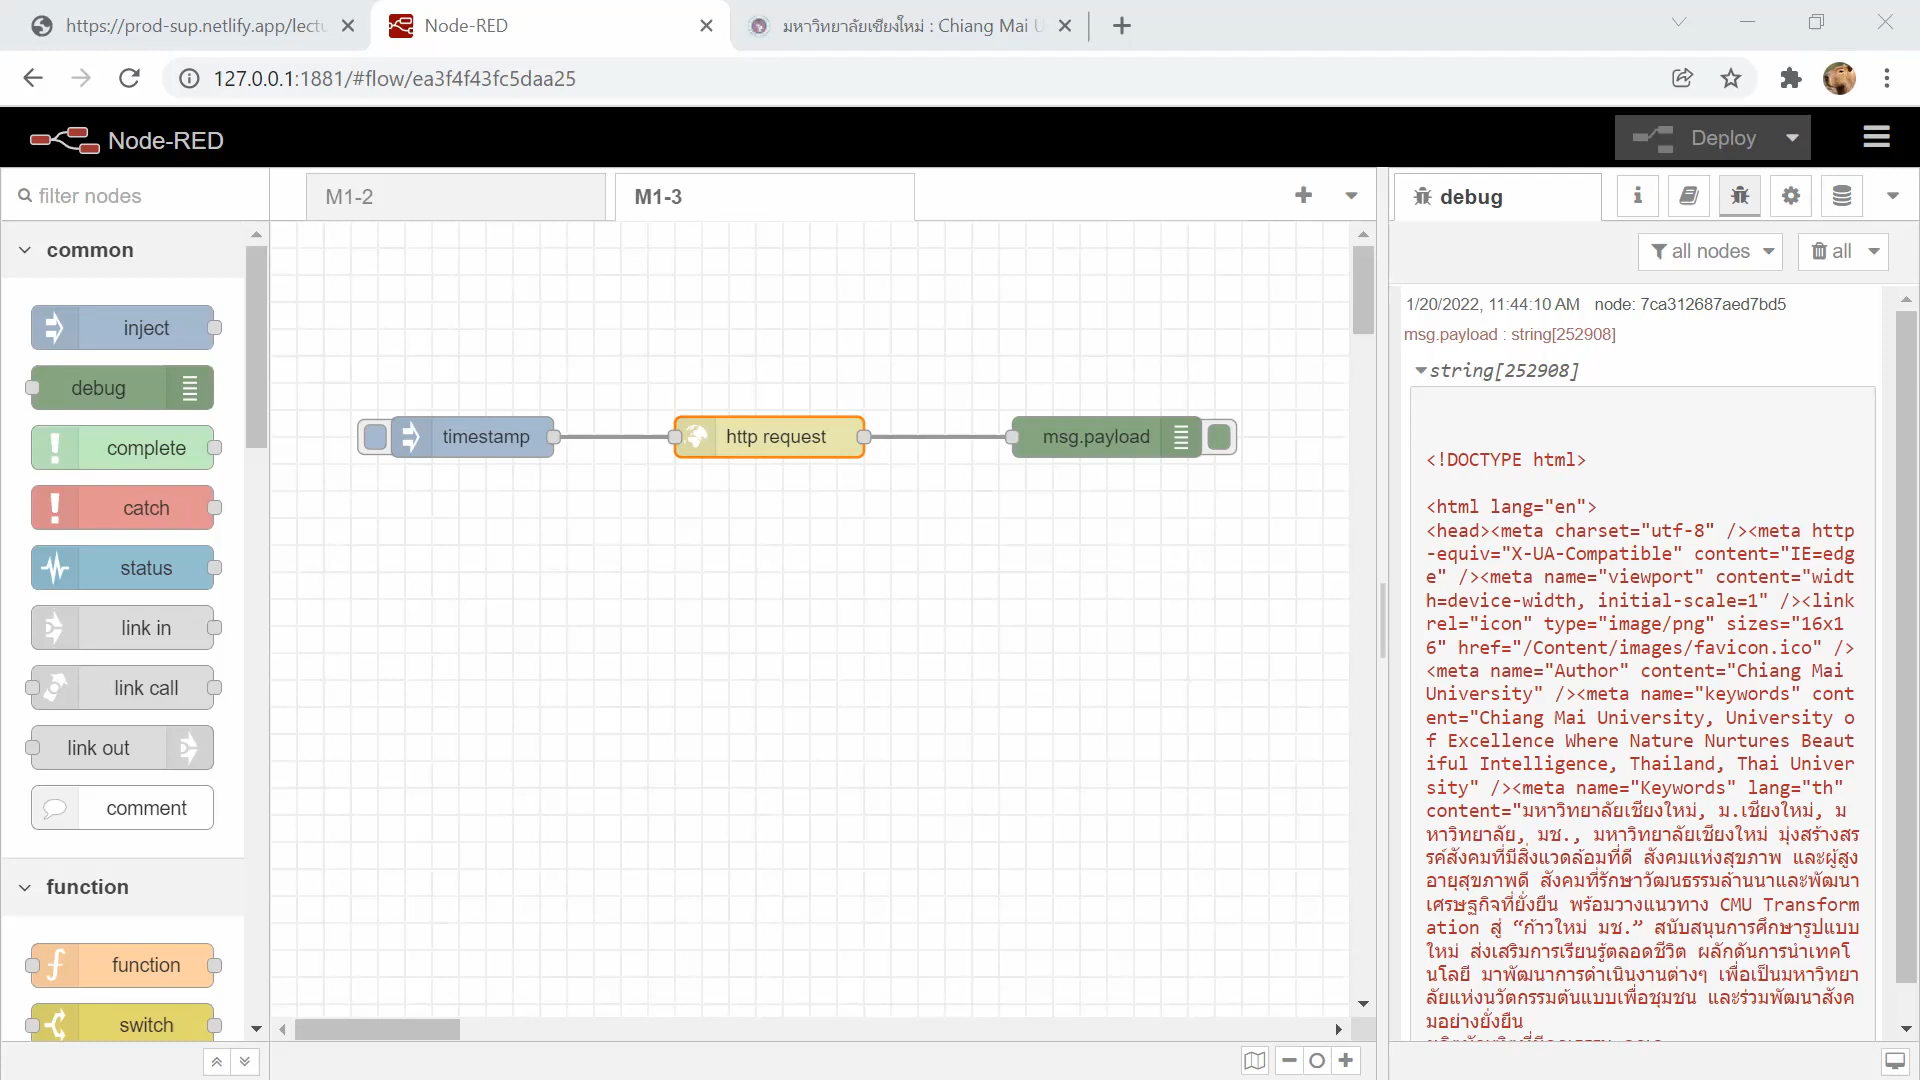 https://prod-sup.netlify.app/lectu
Node-RED
มหาวิทยาลัยเชียงใหม่ : Chiang Mai U
127.0.0.1:1881/#flow/ea3f4f43fc5daa25
Node-RED
Deploy
filter nodes
M1-2
M1-3
debug
common
all nodes
all
inject
debug
complete
catch
status
link in
link call
link out
comment
function
function
switch
timestamp
http request
msg.payload
1/20/2022, 11:44:10 AM node: 7ca312687aed7bd5
msg.payload : string[252908]
string[252908]
<!DOCTYPE html>
<html lang="en">
<head><meta charset="utf-8" /><meta http
-equiv="X-UA-Compatible" content="IE=edg
e" /><meta name="viewport" content="widt
h=device-width, initial-scale=1" /><link
rel="icon" type="image/png" sizes="16x1
6" href="/Content/images/favicon.ico" />
<meta name="Author" content="Chiang Mai
University" /><meta name="keywords" cont
ent="Chiang Mai University, University o
f Excellence Where Nature Nurtures Beaut
iful Intelligence, Thailand, Thai Univer
sity" /><meta name="Keywords" lang="th"
content="มหาวิทยาลัยเชียงใหม่, ม.เชียงใหม่, ม
หาวิทยาลัย, มช., มหาวิทยาลัยเชียงใหม่ มุ่งสร้างสร
รค์สังคมที่มีสิ่งแวดล้อมที่ดี สังคมแห่งสุขภาพ และผู้สูง
อายุสุขภาพดี สังคมที่รักษาวัฒนธรรมล้านนาและพัฒนา
เศรษฐกิจที่ยั่งยืน พร้อมวางแนวทาง CMU Transform
ation สู่ “ก้าวใหม่ มช.” สนับสนุนการศึกษารูปแบบ
ใหม่ ส่งเสริมการเรียนรู้ตลอดชีวิต ผลักดันการนำเทคโ
นโลยี มาพัฒนาการดำเนินงานต่างๆ เพื่อเป็นมหาวิทยา
ลัยแห่งนวัตกรรมต้นแบบเพื่อชุมชน และร่วมพัฒนาสังค
มอย่างยั่งยืน